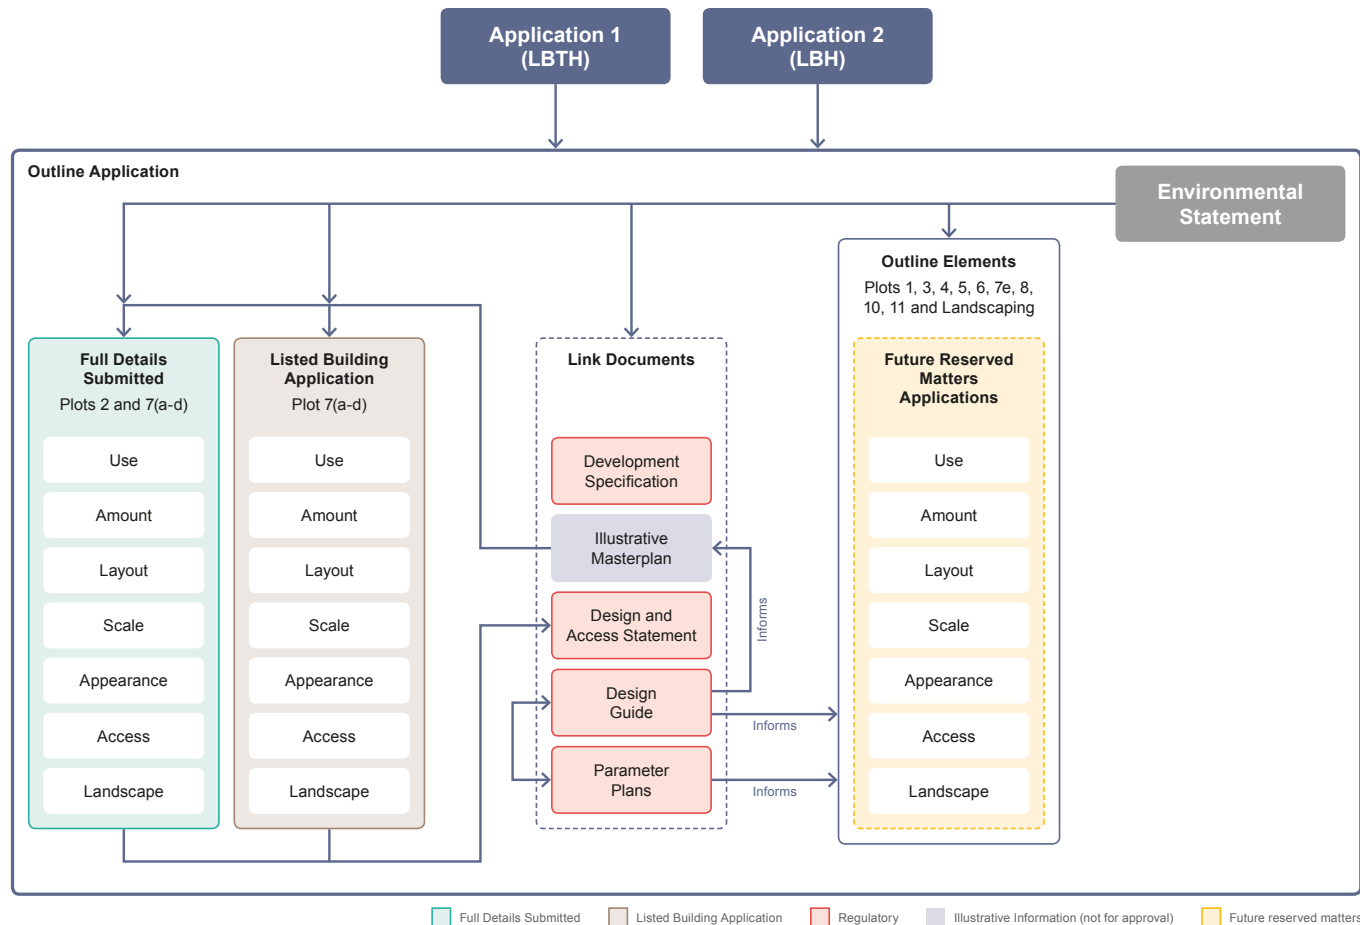 Application 1
(LBTH)
Application 2
(LBH)
Outline Application
Environmental
Statement
Outline Elements
Plots 1, 3, 4, 5, 6, 7e, 8,
10, 11 and Landscaping
Full Details
Submitted
Plots 2 and 7(a-d)
Use
Amount
Layout
Scale
Appearance
Access
Landscape
Listed Building
Application
Plot 7(a-d)
Use
Amount
Layout
Scale
Appearance
Access
Landscape
Link Documents
Development
Specification
Illustrative
Masterplan
Design and
Access Statement
Design
Guide
Parameter
Plans
Informs
Informs
Informs
Future Reserved
Matters
Applications
Use
Amount
Layout
Scale
Appearance
Access
Landscape
Full Details Submitted
Listed Building Application
Regulatory
Illustrative Information (not for approval)
Future reserved matters